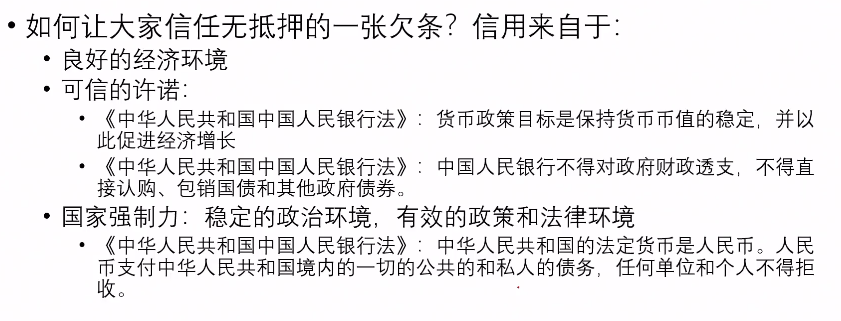 • 如何让大家信任无抵押的一张欠条？信用来自于：
• 良好的经济环境
• 可信的许诺：
• 《中华人民共和国中国人民银行法》：货币政策目标是保持货币币值的稳定，并以
此促进经济增长
• 《中华人民共和国中国人民银行法》：中国人民银行不得对政府财政透支，不得直
接认购、包销国债和其他政府债券。
• 国家强制力：稳定的政治环境，有效的政策和法律环境
• 《中华人民共和国中国人民银行法》：中华人民共和国的法定货币是人民币。人民
币支付中华人民共和国境内的一切的公共的和私人的债务，任何单位和个人不得拒
收。